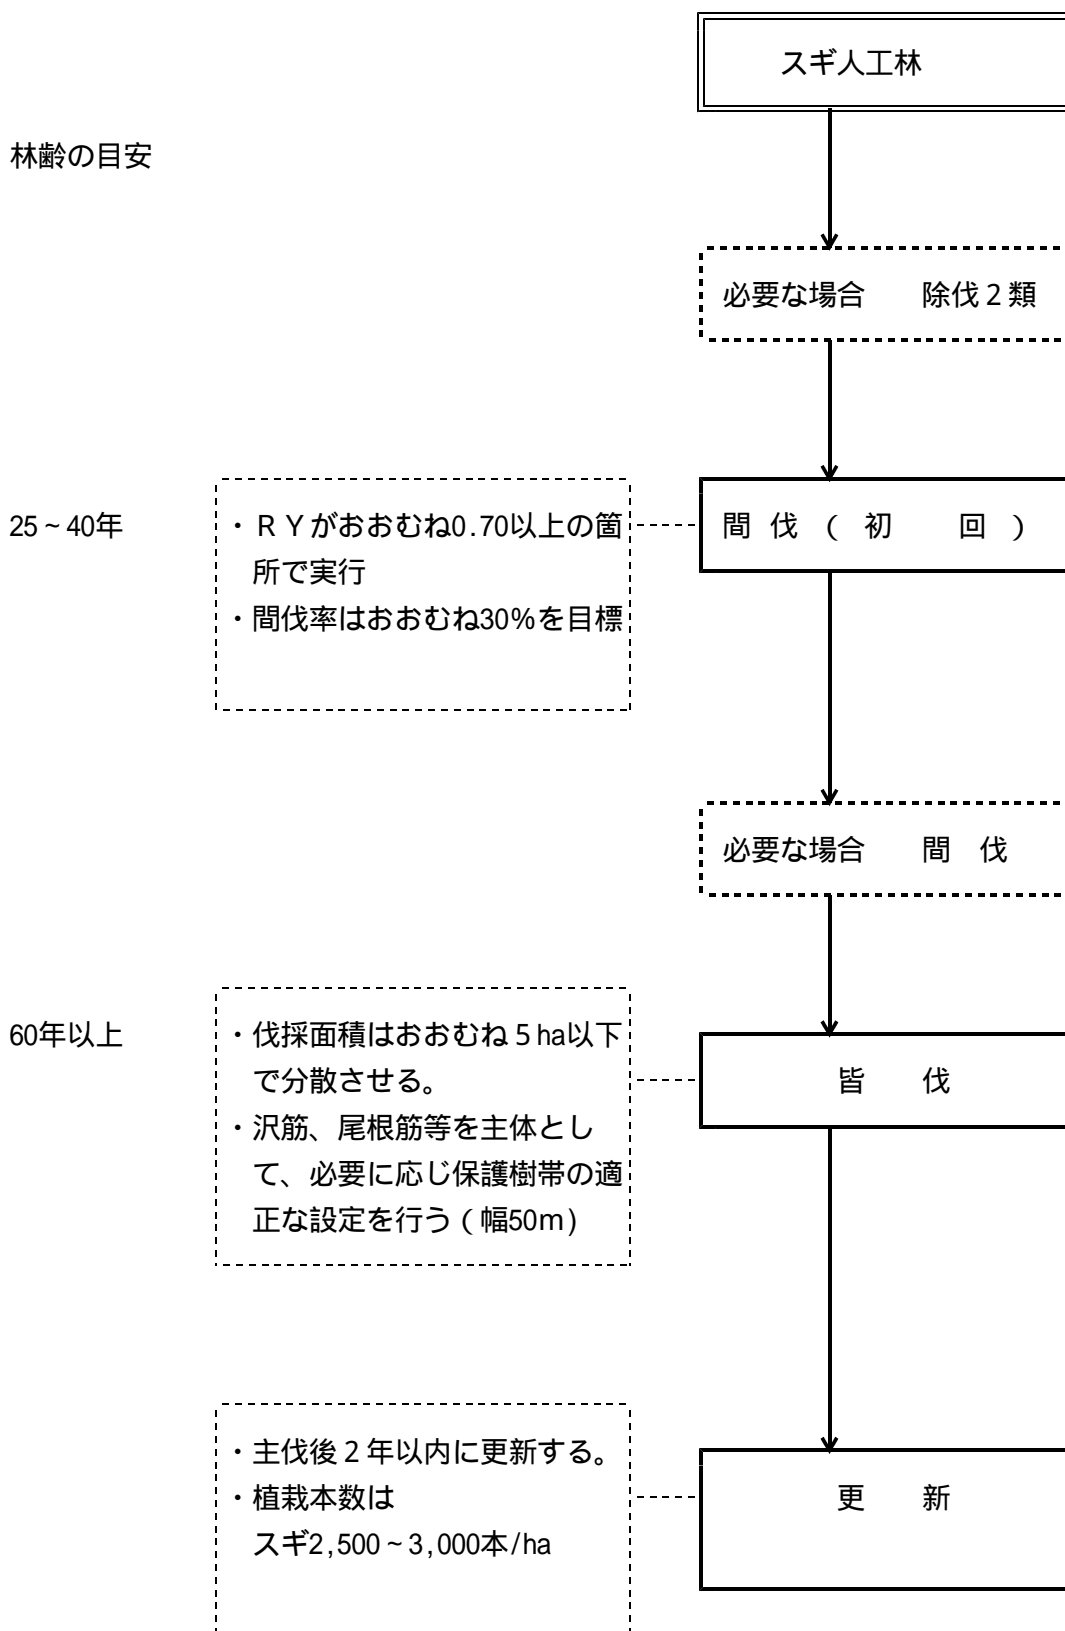 スギ人工林
林齢の目安
必要な場合　　除伐２類
25～40年
・ＲＹがおおむね0.70以上の箇
所で実行
・間伐率はおおむね30％を目標
間 伐 （ 初　　回 ）
必要な場合　　間　伐
60年以上
・伐採面積はおおむね５ha以下
で分散させる。
・沢筋、尾根筋等を主体とし
て、必要に応じ保護樹帯の適
正な設定を行う（幅50ｍ）
皆　　伐
・主伐後２年以内に更新する。
・植栽本数は
スギ2,500～3,000本/ha
更　　新